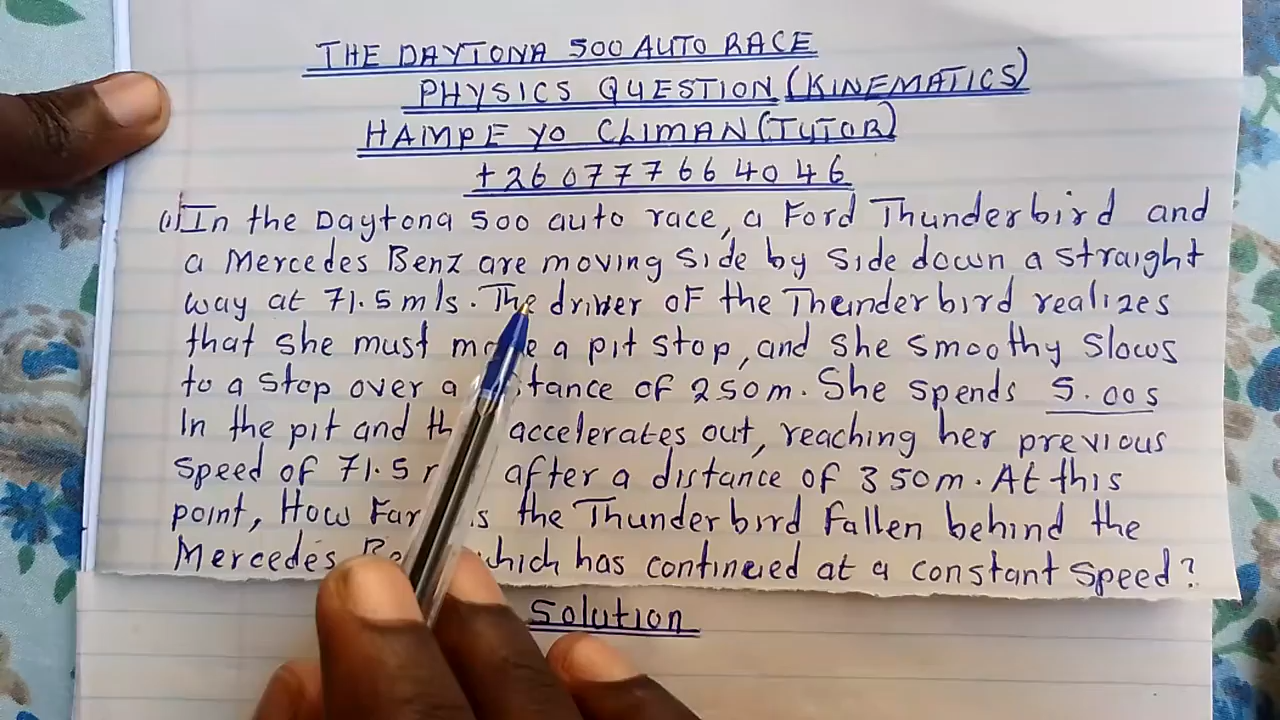 THE DAYTONA 500 AUTO RACE
PHYSICS QUESTION (KINEMATICS)
HAMPE YO CLIMAN (TUTOR)
+260777664046
(1) In the Daytona 500 auto race, a Ford Thunderbird and
a Mercedes Benz are moving side by side down a straight
way at 71.5 m/s. The driver of the Thunderbird realizes
that she must a pit stop, and she smoothy slows
to a stop over a of 250m. She spends 5.00s
In the pit and accelerates out, reaching her previous
speed of 71.5 after a distance of 350m. At this
point, How Far the Thunderbird fallen behind the
Mercedes which has continued at a constant speed?
Solution